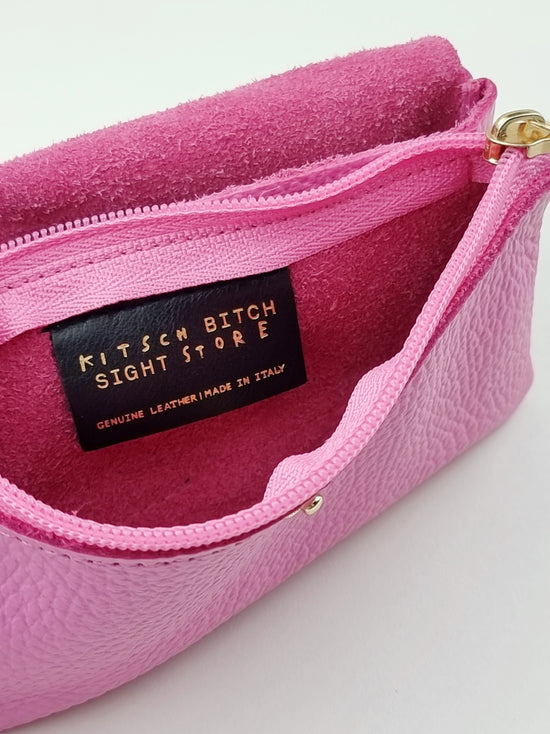 KITSCH BITCH
SIGHT STORE
GENUINE LEATHER|MADE IN ITALY